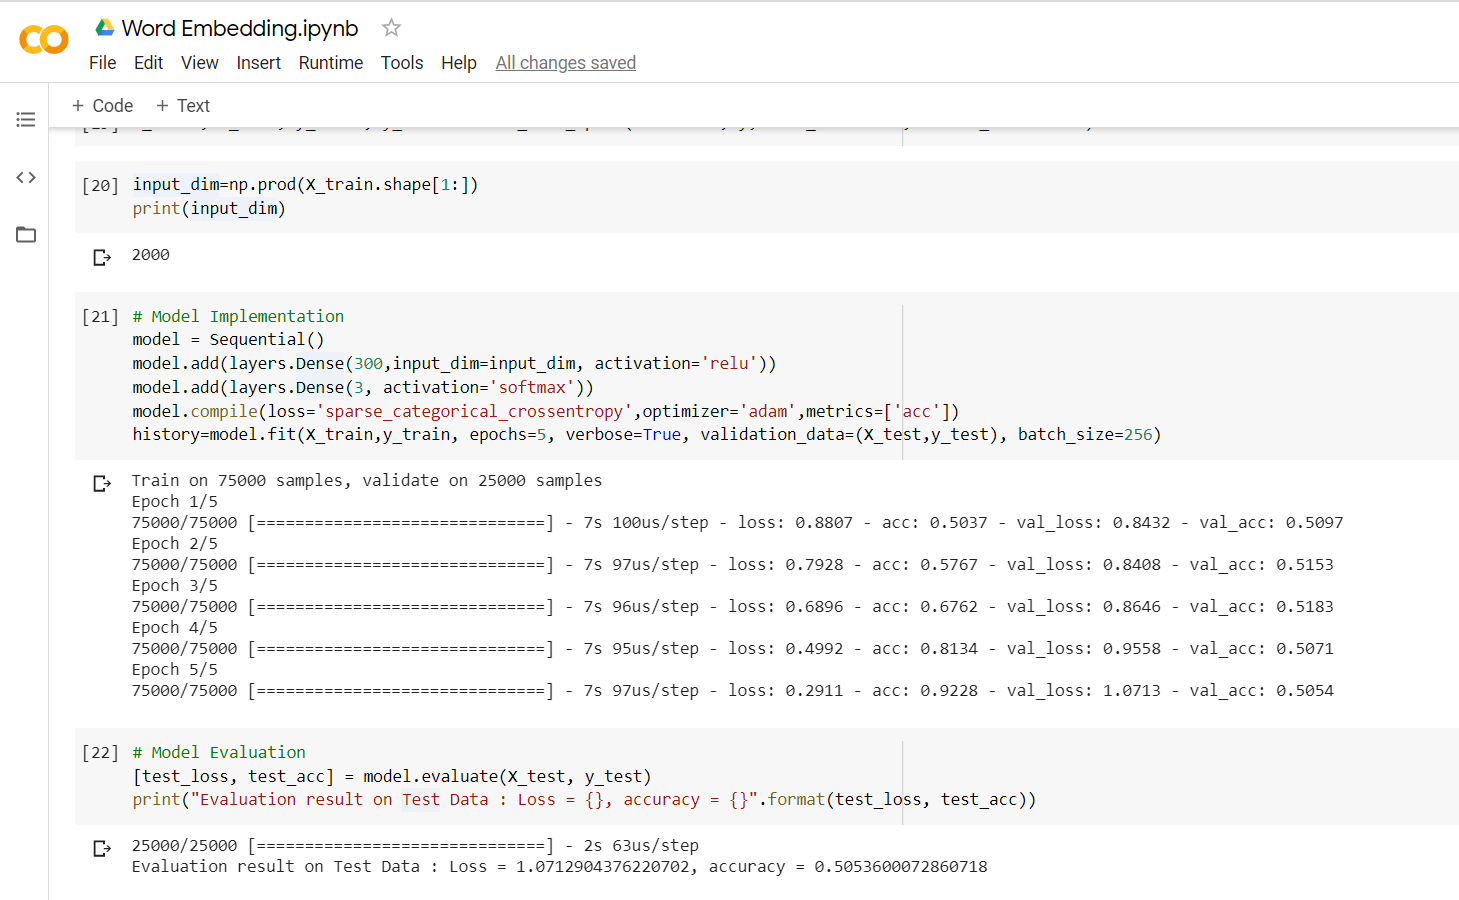 Word Embedding.ipynb
File Edit View Insert Runtime Tools Help All changes saved
+ Code + Text
[20] input_dim=np.prod(X_train.shape[1:])
print(input_dim)
2000
[21] # Model Implementation
model = Sequential()
model.add(layers.Dense(300,input_dim=input_dim, activation='relu'))
model.add(layers.Dense(3, activation='softmax'))
model.compile(loss='sparse_categorical_crossentropy',optimizer='adam',metrics=['acc'])
history=model.fit(X_train,y_train, epochs=5, verbose=True, validation_data=(X_test,y_test), batch_size=256)
Train on 75000 samples, validate on 25000 samples
Epoch 1/5
75000/75000 [==============================] - 7s 100us/step - loss: 0.8807 - acc: 0.5037 - val_loss: 0.8432 - val_acc: 0.5097
Epoch 2/5
75000/75000 [==============================] - 7s 97us/step - loss: 0.7928 - acc: 0.5767 - val_loss: 0.8408 - val_acc: 0.5153
Epoch 3/5
75000/75000 [==============================] - 7s 96us/step - loss: 0.6896 - acc: 0.6762 - val_loss: 0.8646 - val_acc: 0.5183
Epoch 4/5
75000/75000 [==============================] - 7s 95us/step - loss: 0.4992 - acc: 0.8134 - val_loss: 0.9558 - val_acc: 0.5071
Epoch 5/5
75000/75000 [==============================] - 7s 97us/step - loss: 0.2911 - acc: 0.9228 - val_loss: 1.0713 - val_acc: 0.5054
[22] # Model Evaluation
[test_loss, test_acc] = model.evaluate(X_test, y_test)
print("Evaluation result on Test Data : Loss = {}, accuracy = {}".format(test_loss, test_acc))
25000/25000 [==============================] - 2s 63us/step
Evaluation result on Test Data : Loss = 1.0712904376220702, accuracy = 0.5053600072860718